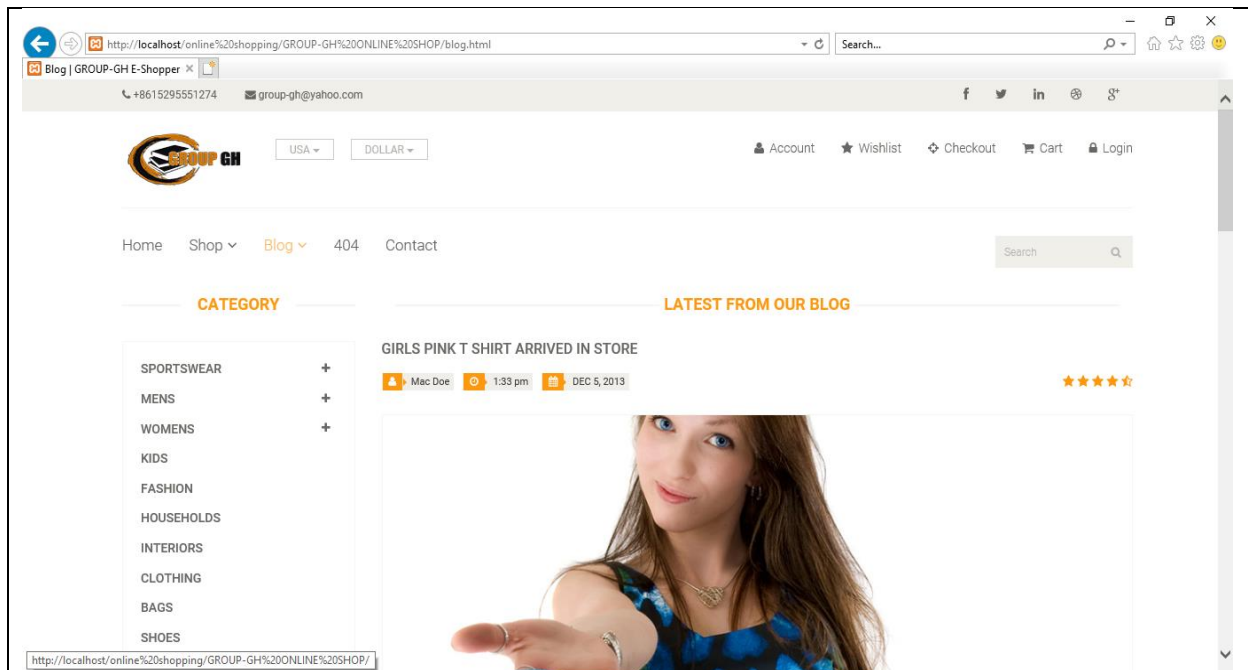 http://localhost/online%20shopping/GROUP-GH%20ONLINE%20SHOP/blog.html Search...
Blog | GROUP-GH E-Shopper
+8615295551274 group-gh@yahoo.com f in g+
GROUP GH USA DOLLAR Account Wishlist Checkout Cart Login
Home Shop Blog 404 Contact Search
CATEGORY LATEST FROM OUR BLOG
GIRLS PINK T SHIRT ARRIVED IN STORE
SPORTSWEAR +
Mac Doe 1:33 pm DEC 5, 2013
MENS +
WOMENS +
KIDS
FASHION
HOUSEHOLDS
INTERIORS
CLOTHING
BAGS
SHOES
http://localhost/online%20shopping/GROUP-GH%20ONLINE%20SHOP/